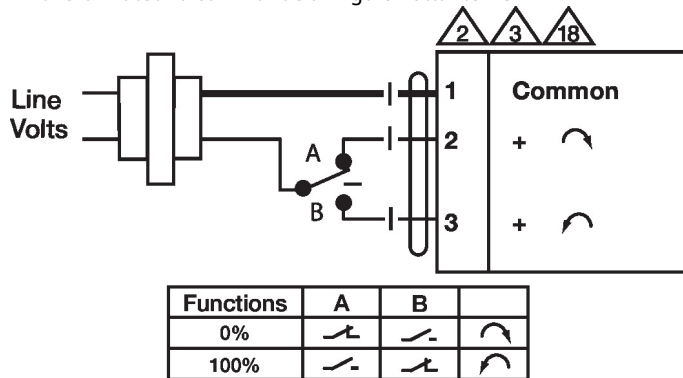 2 3 18
Line
Volts
1 Common
A
2 +
B
3 +
Functions A B
0%
100%